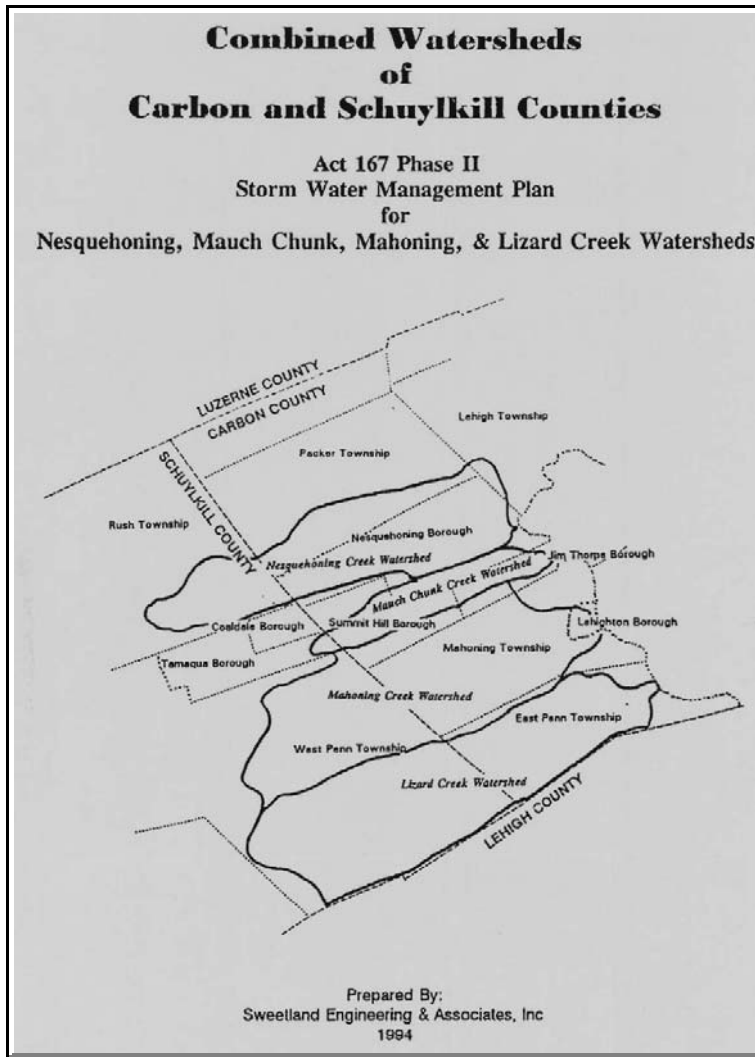 Combined Watersheds
of
Carbon and Schuylkill Counties
Act 167 Phase II
Storm Water Management Plan
for
Nesquehoning, Mauch Chunk, Mahoning, & Lizard Creek Watersheds
LUZERNE COUNTY
CARBON COUNTY
Lehigh Township
Packer Township
SCHUYLKILL COUNTY
Rush Township
Nesquehoning Borough
Nesquehoning Creek Watershed
Jim Thorpe Borough
Mauch Chunk Creek Watershed
Coaldale Borough
Summit Hill Borough
Lehighton Borough
Tamaqua Borough
Mahoning Township
Mahoning Creek Watershed
East Penn Township
West Penn Township
Lizard Creek Watershed
LEHIGH COUNTY
Prepared By:
Sweetland Engineering & Associates, Inc
1994